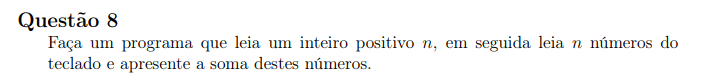 Questão 8
Faça um programa que leia um inteiro positivo n, em seguida leia n números do
teclado e apresente a soma destes números.